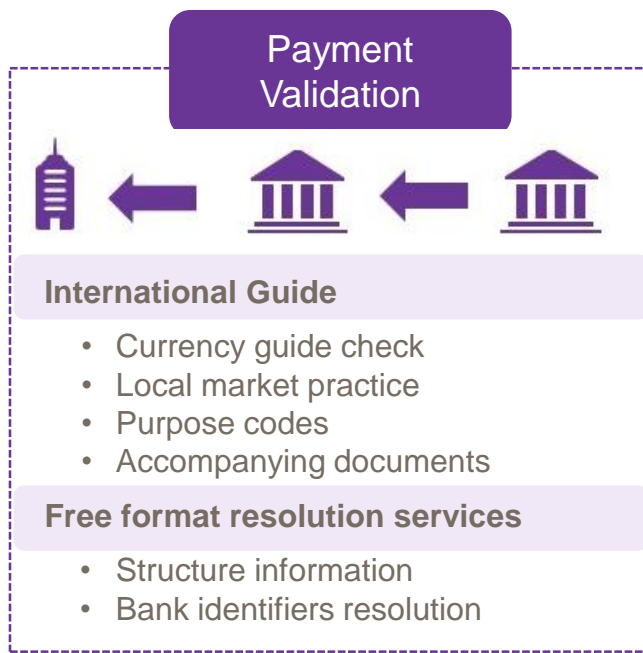 Payment
Validation
International Guide
• Currency guide check
• Local market practice
• Purpose codes
• Accompanying documents
Free format resolution services
• Structure information
• Bank identifiers resolution